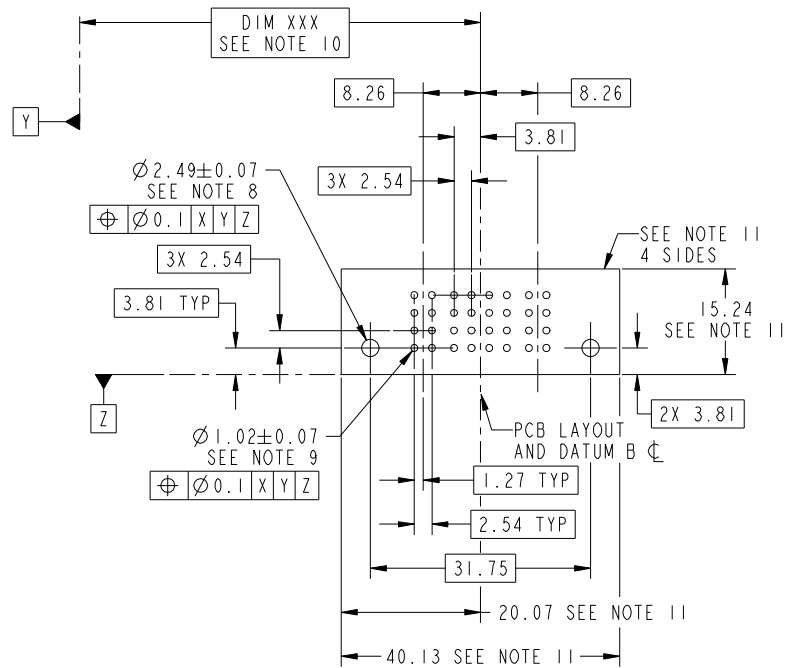 DIM XXX
SEE NOTE 10
8.26
8.26
Y
3.81
Ø2.49±0.07
SEE NOTE 8
3X 2.54
⌖ Ø0.1 X Y Z
SEE NOTE 11
4 SIDES
3X 2.54
3.81 TYP
15.24
SEE NOTE 11
Z
2X 3.81
Ø1.02±0.07
SEE NOTE 9
PCB LAYOUT
AND DATUM B ℄
⌖ Ø0.1 X Y Z
1.27 TYP
2.54 TYP
31.75
20.07 SEE NOTE 11
40.13 SEE NOTE 11